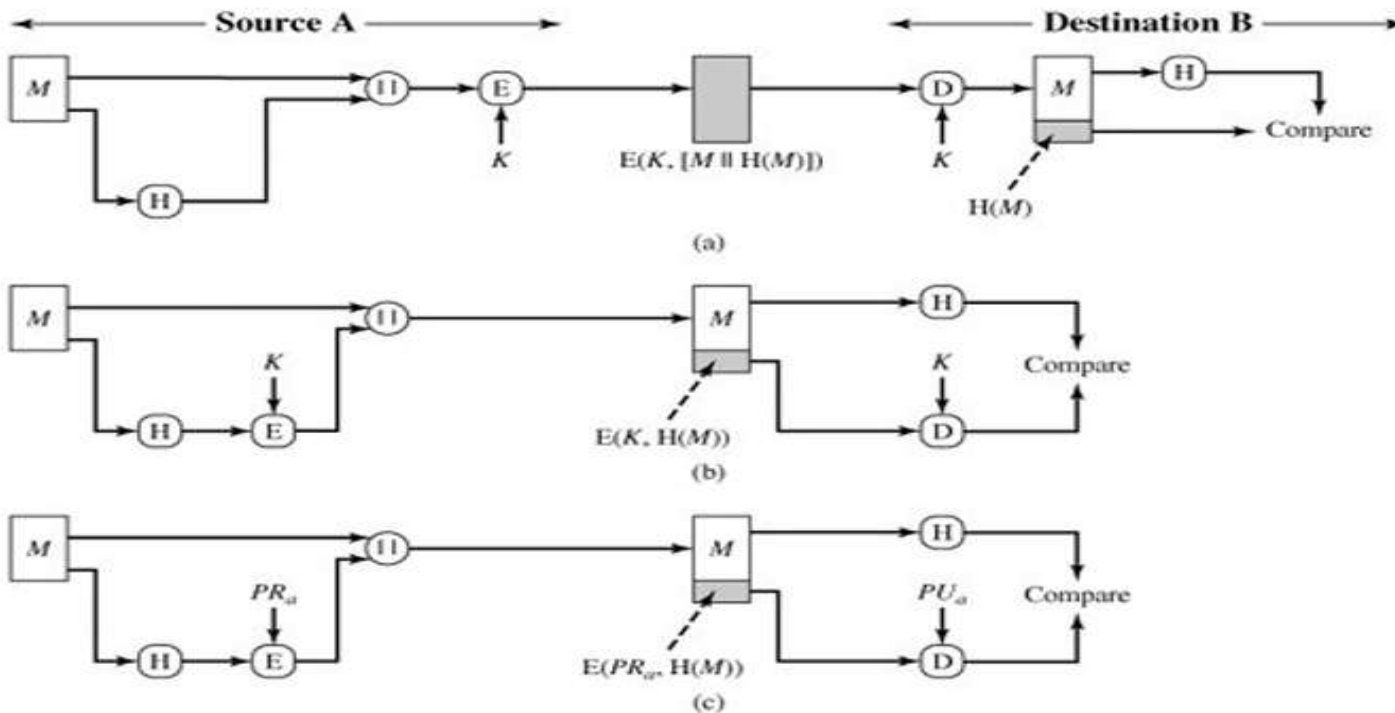 Source A Destination B
M || E D M H
K E(K, [M || H(M)]) K Compare
H H(M)
(a)
M || M H
K K Compare
H E E(K, H(M)) D
(b)
M || M H
PRa PUa Compare
H E E(PRa, H(M)) D
(c)